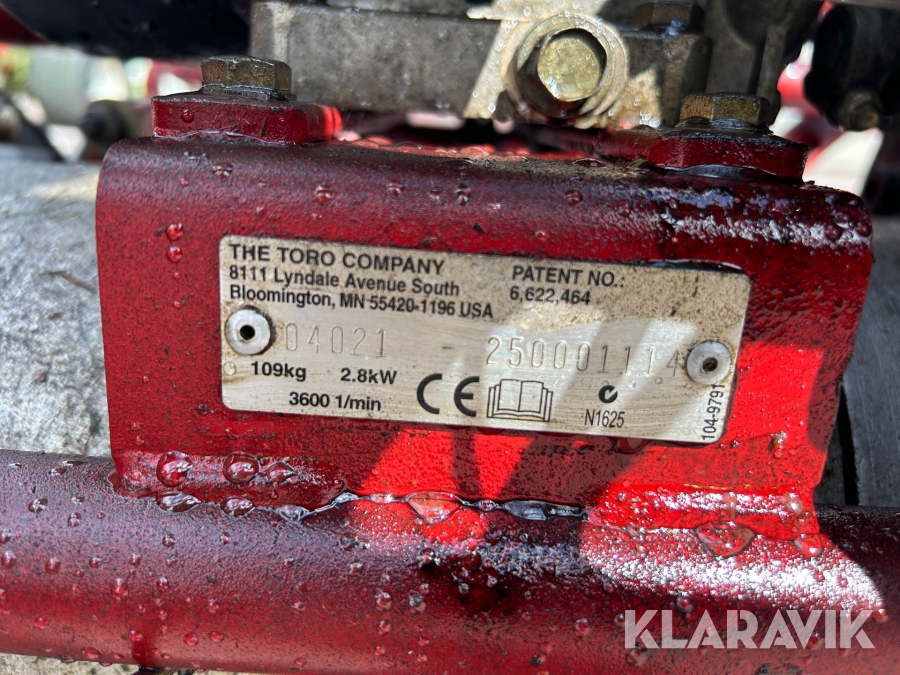 THE TORO COMPANY
8111 Lyndale Avenue South
Bloomington, MN 55420-1196 USA
PATENT NO.:
6,622,464
04021 - 250001114
109kg 2.8kW
3600 1/min
CE
N1625
104-9791
KLARAVIK